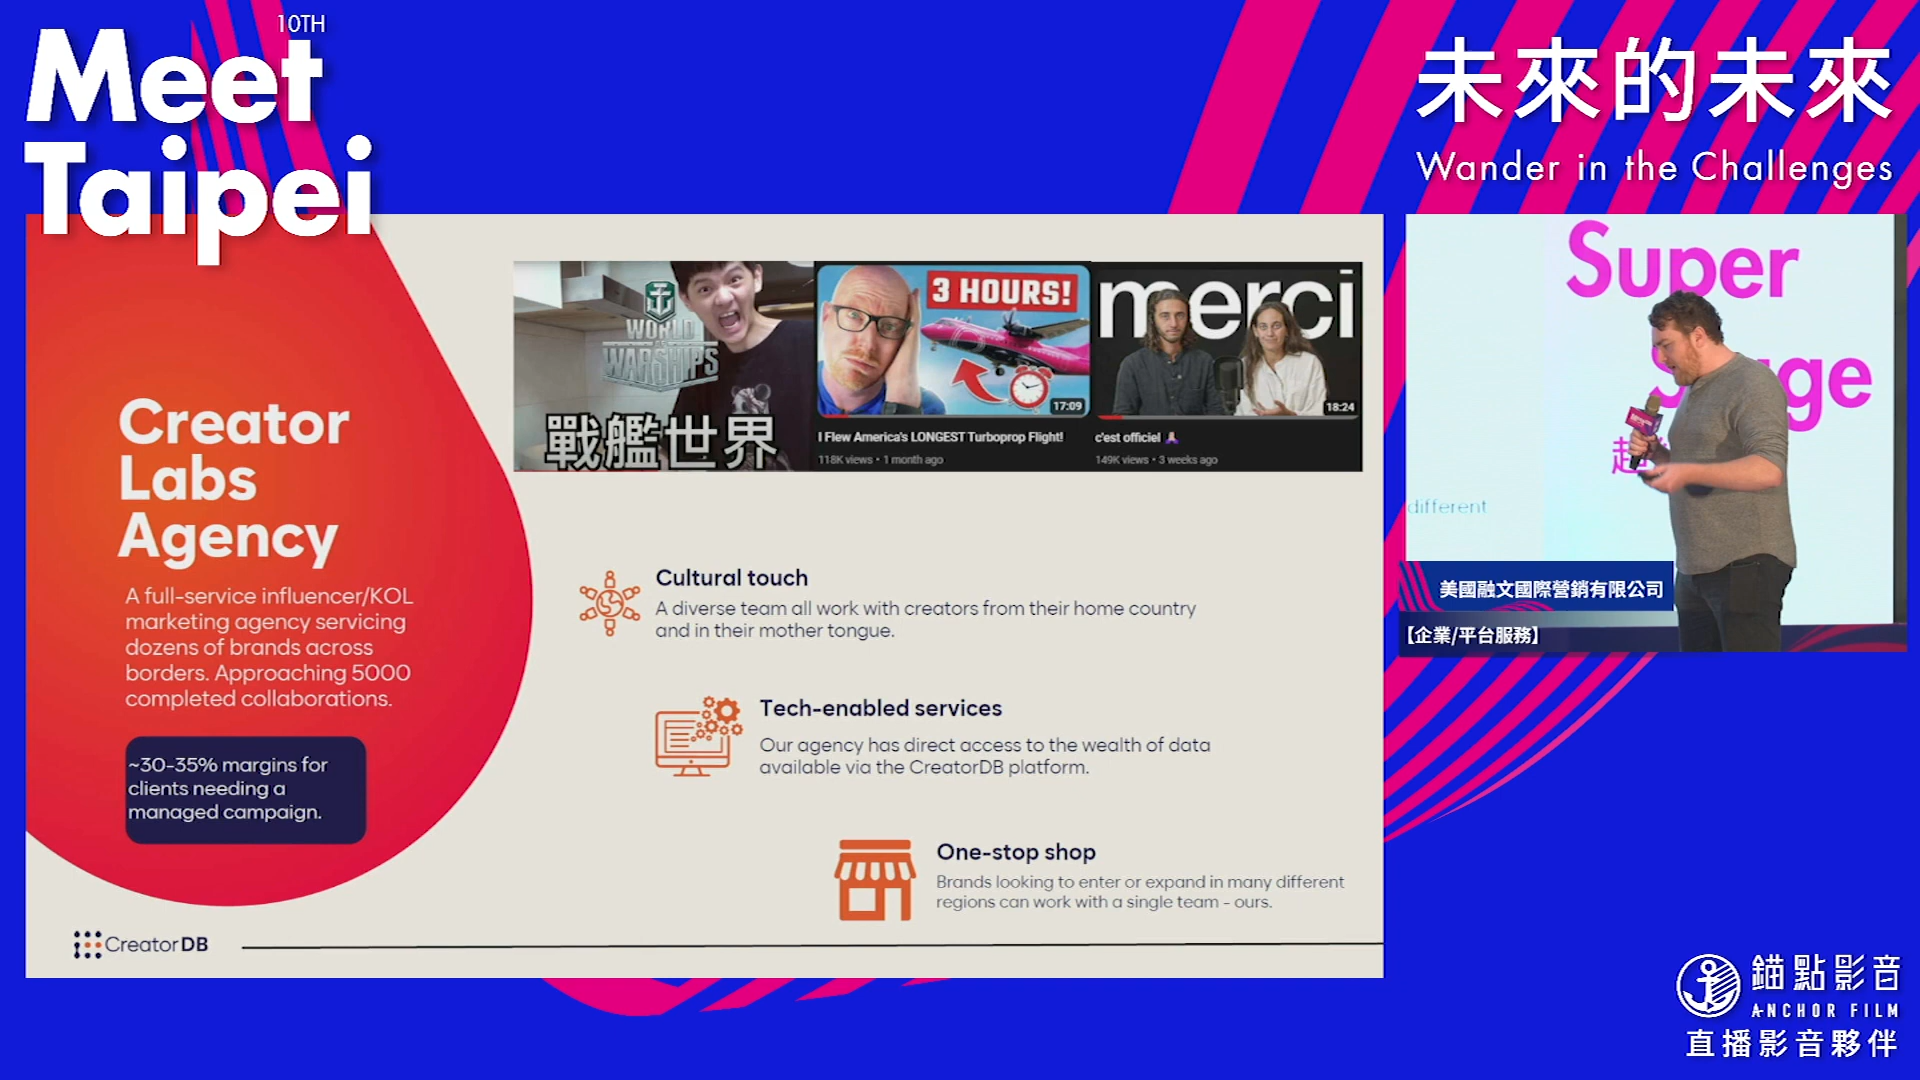 10TH
Meet
Taipei
未來的未來
Wander in the Challenges
Creator
Labs
Agency
A full-service influencer/KOL
marketing agency servicing
dozens of brands across
borders. Approaching 5000
completed collaborations.
~30-35% margins for
clients needing a
managed campaign.
WORLD
OF
WARSHIPS
戰艦世界
3 HOURS!
17:09
I Flew America's LONGEST Turboprop Flight!
118K views • 1 month ago
merci
18:24
c'est officiel
149K views • 3 weeks ago
Cultural touch
A diverse team all work with creators from their home country
and in their mother tongue.
Tech-enabled services
Our agency has direct access to the wealth of data
available via the CreatorDB platform.
One-stop shop
Brands looking to enter or expand in many different
regions can work with a single team - ours.
CreatorDB
Super
different
美國融文國際營銷有限公司
【企業/平台服務】
錨點影音
ANCHOR FILM
直播影音夥伴